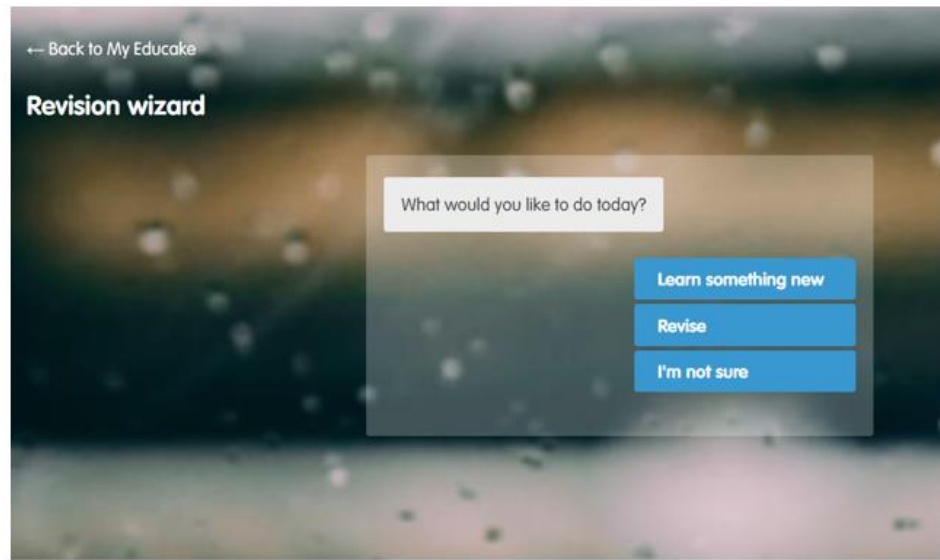 ← Back to My Educake
Revision wizard
What would you like to do today?
Learn something new
Revise
I'm not sure